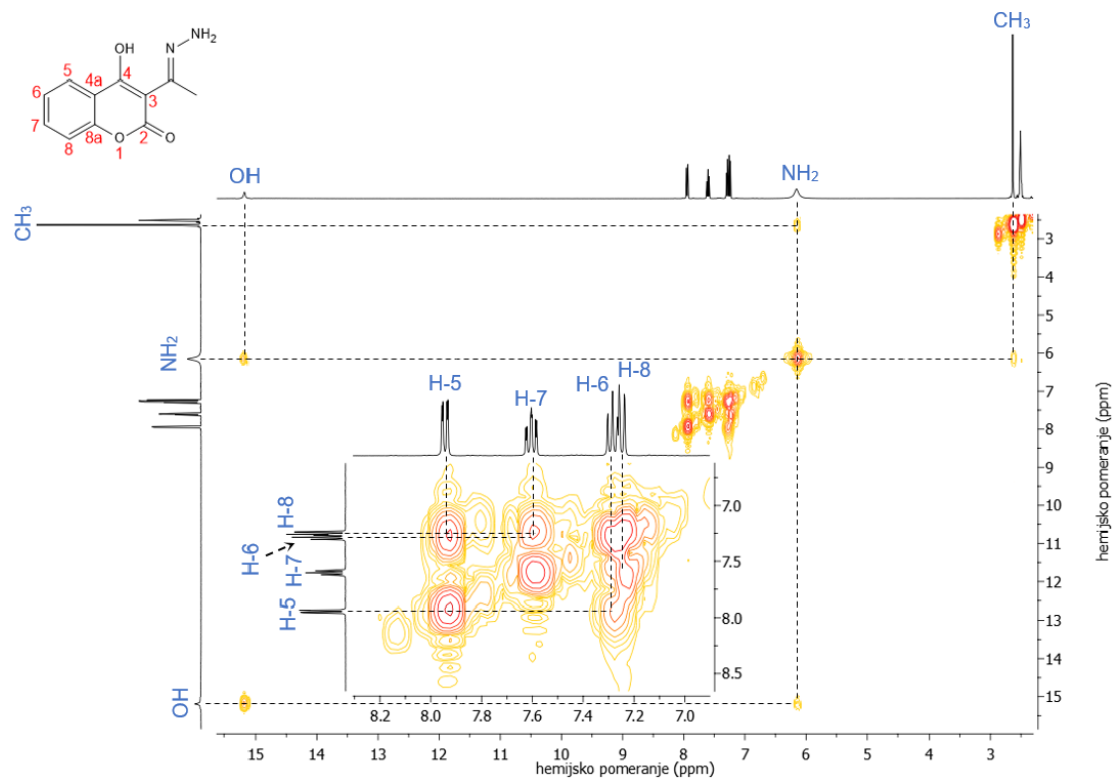 OH
N
NH₂
5
4a
4
6
3
7
8a
2
8
O
1
O
CH₃
OH
NH₂
CH₃
NH₂
OH
3
4
5
6
7
8
9
10
11
12
13
14
15
hemijsko pomeranje (ppm)
H-5
H-7
H-6
H-8
H-8
H-6
H-7
H-5
7.0
7.5
8.0
8.5
8.2 8.0 7.8 7.6 7.4 7.2 7.0
15 14 13 12 11 10 9 8 7 6 5 4 3
hemijsko pomeranje (ppm)